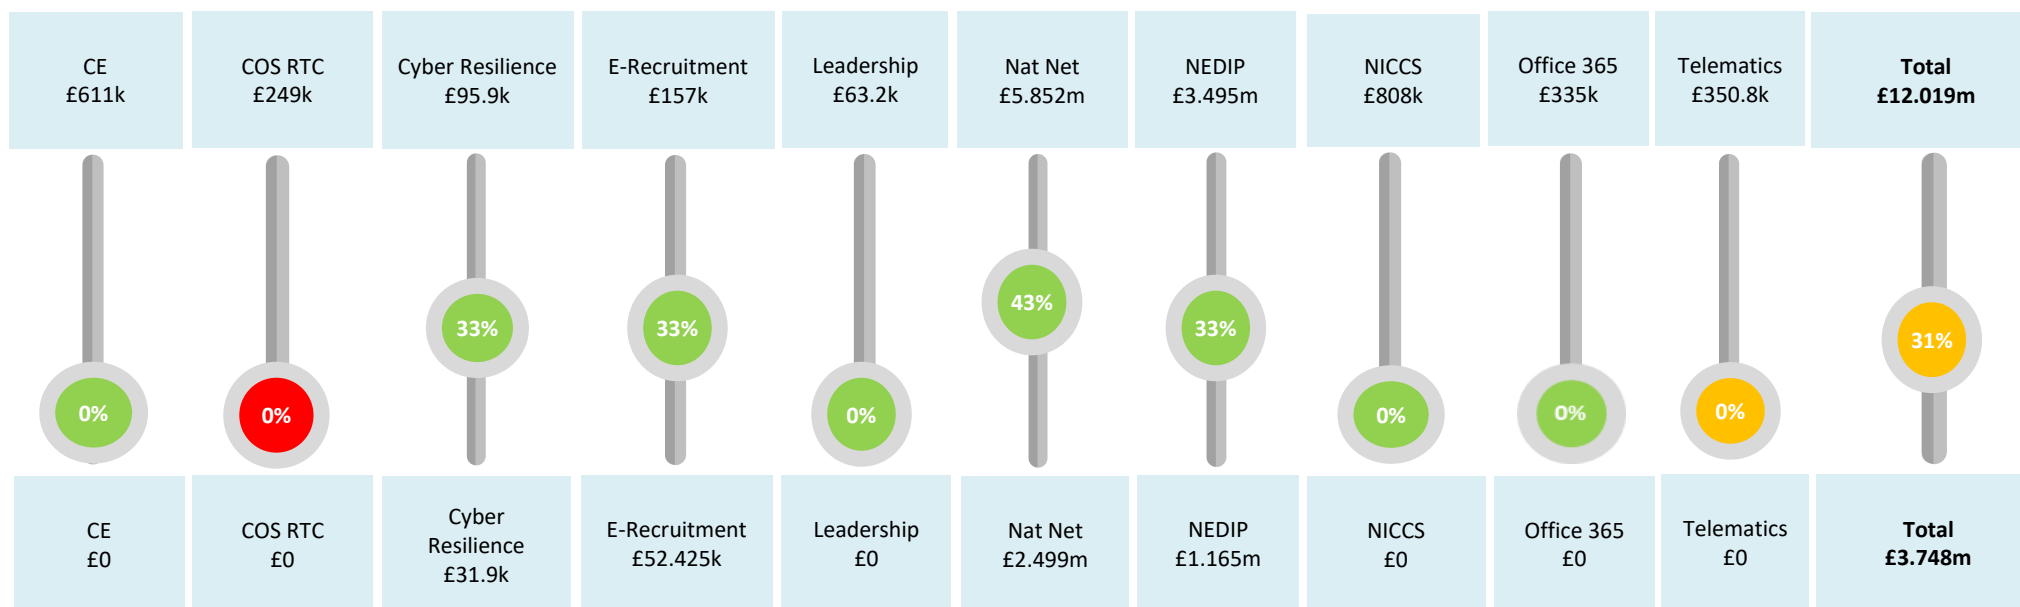 CE
£611k
COS RTC
£249k
Cyber Resilience
£95.9k
E-Recruitment
£157k
Leadership
£63.2k
Nat Net
£5.852m
NEDIP
£3.495m
NICCS
£808k
Office 365
£335k
Telematics
£350.8k
Total
£12.019m
0%
0%
33%
33%
0%
43%
33%
0%
0%
0%
31%
CE
£0
COS RTC
£0
Cyber
Resilience
£31.9k
E-Recruitment
£52.425k
Leadership
£0
Nat Net
£2.499m
NEDIP
£1.165m
NICCS
£0
Office 365
£0
Telematics
£0
Total
£3.748m